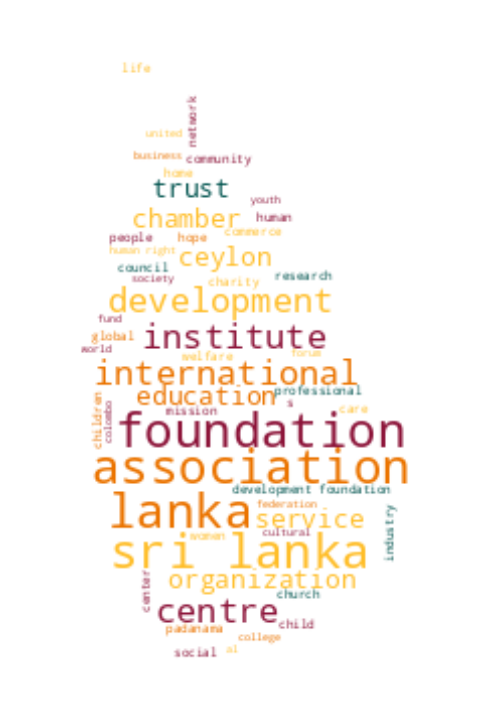 life
network
united
business community
home
trust
youth
chamber human
commerce
people hope
human right ceylon
council
society research
charity
development
fund
global institute
world
welfare forum
international
education professional
children colombo mission s care
foundation
association
development foundation
lanka federation
service
industry
women cultural
sri lanka
organization
center church
centre child
padanama
college
social al